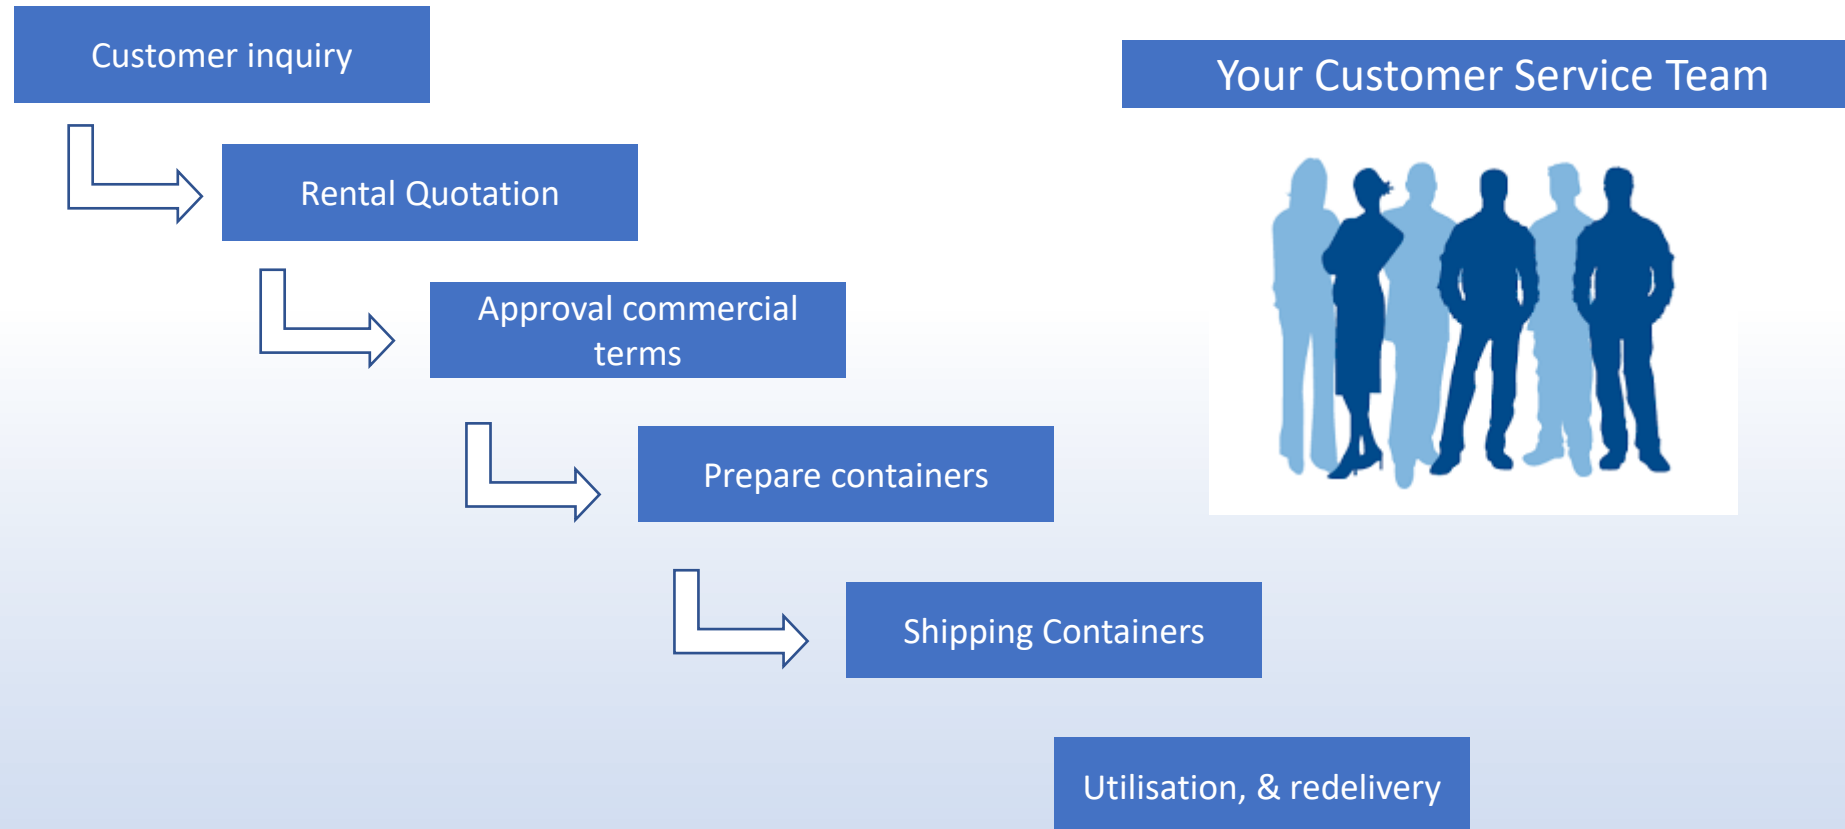 Customer inquiry
Your Customer Service Team
Rental Quotation
Approval commercial
terms
Prepare containers
Shipping Containers
Utilisation, & redelivery